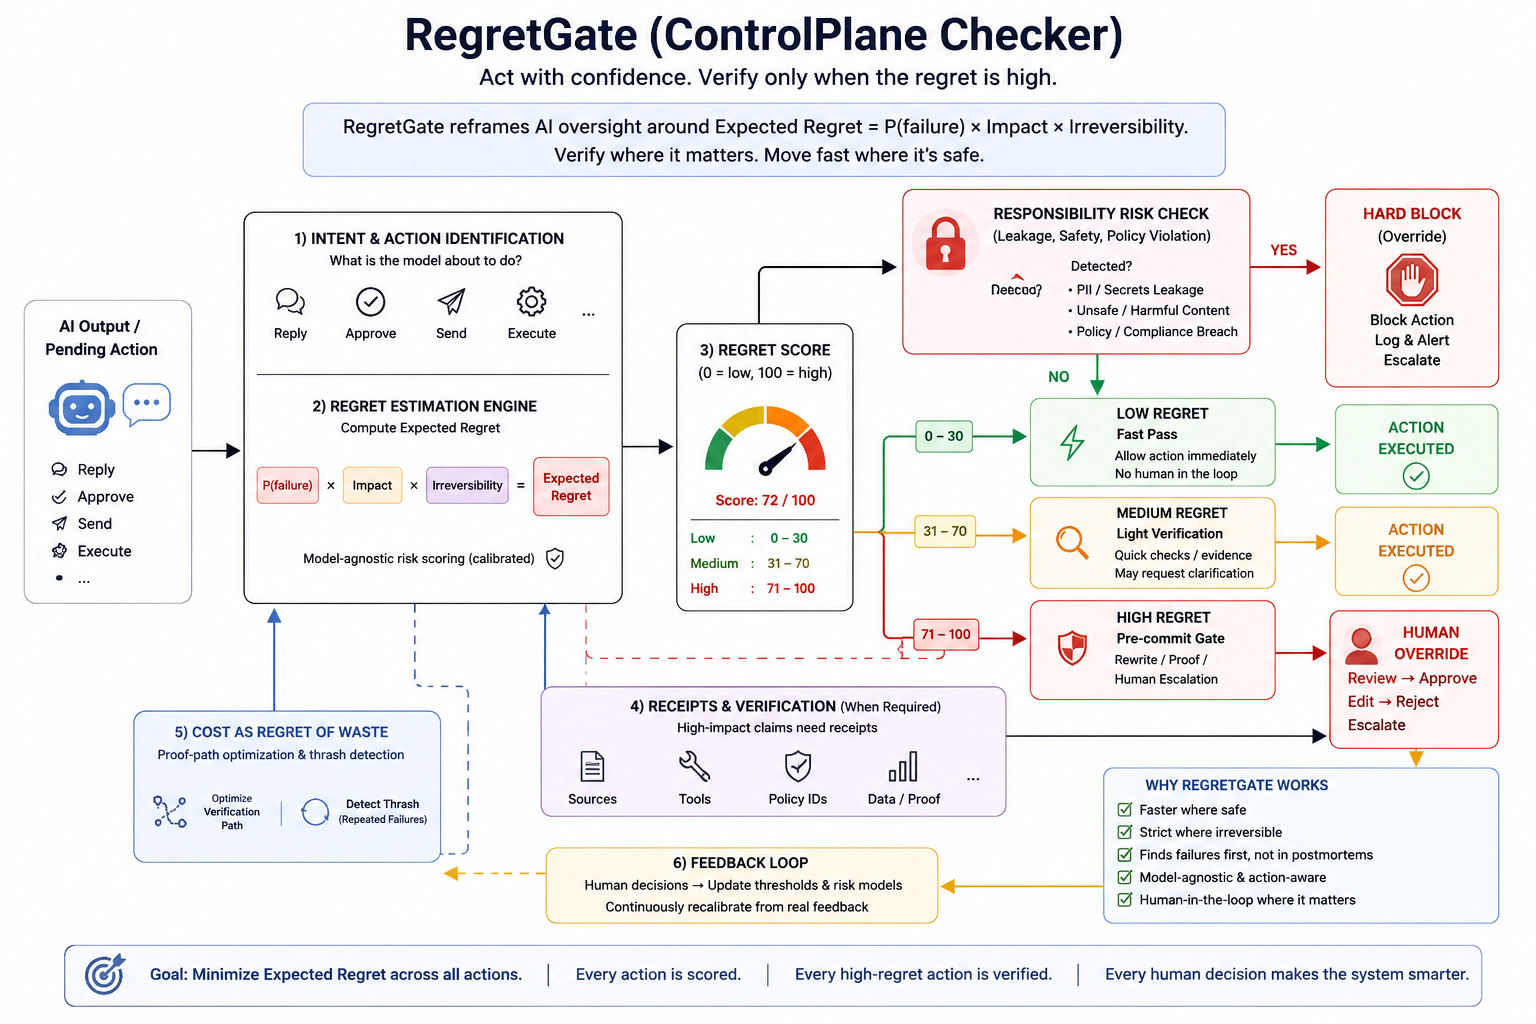 RegretGate (ControlPlane Checker)
Act with confidence. Verify only when the regret is high.
RegretGate reframes AI oversight around Expected Regret = P(failure) × Impact × Irreversibility.
Verify where it matters. Move fast where it's safe.
AI Output /
Pending Action
Reply
Approve
Send
Execute
...
1) INTENT & ACTION IDENTIFICATION
What is the model about to do?
Reply
Approve
Send
Execute
...
2) REGRET ESTIMATION ENGINE
Compute Expected Regret
P(failure) × Impact × Irreversibility = Expected
Regret
Model-agnostic risk scoring (calibrated)
3) REGRET SCORE
(0 = low, 100 = high)
Score: 72 / 100
Low : 0 – 30
Medium : 31 – 70
High : 71 – 100
RESPONSIBILITY RISK CHECK
(Leakage, Safety, Policy Violation)
Detected?
• PII / Secrets Leakage
• Unsafe / Harmful Content
• Policy / Compliance Breach
YES
HARD BLOCK
(Override)
Block Action
Log & Alert
Escalate
NO
0 – 30
LOW REGRET
Fast Pass
Allow action immediately
No human in the loop
ACTION
EXECUTED
31 – 70
MEDIUM REGRET
Light Verification
Quick checks / evidence
May request clarification
ACTION
EXECUTED
71 – 100
HIGH REGRET
Pre-commit Gate
Rewrite / Proof /
Human Escalation
HUMAN
OVERRIDE
Review → Approve
Edit → Reject
Escalate
4) RECEIPTS & VERIFICATION (When Required)
High-impact claims need receipts
Sources
Tools
Policy IDs
Data / Proof
...
5) COST AS REGRET OF WASTE
Proof-path optimization & thrash detection
Optimize
Verification
Path
Detect Thrash
(Repeated Failures)
6) FEEDBACK LOOP
Human decisions → Update thresholds & risk models
Continuously recalibrate from real feedback
WHY REGRETGATE WORKS
Faster where safe
Strict where irreversible
Finds failures first, not in postmortems
Model-agnostic & action-aware
Human-in-the-loop where it matters
Goal: Minimize Expected Regret across all actions.
Every action is scored.
Every high-regret action is verified.
Every human decision makes the system smarter.